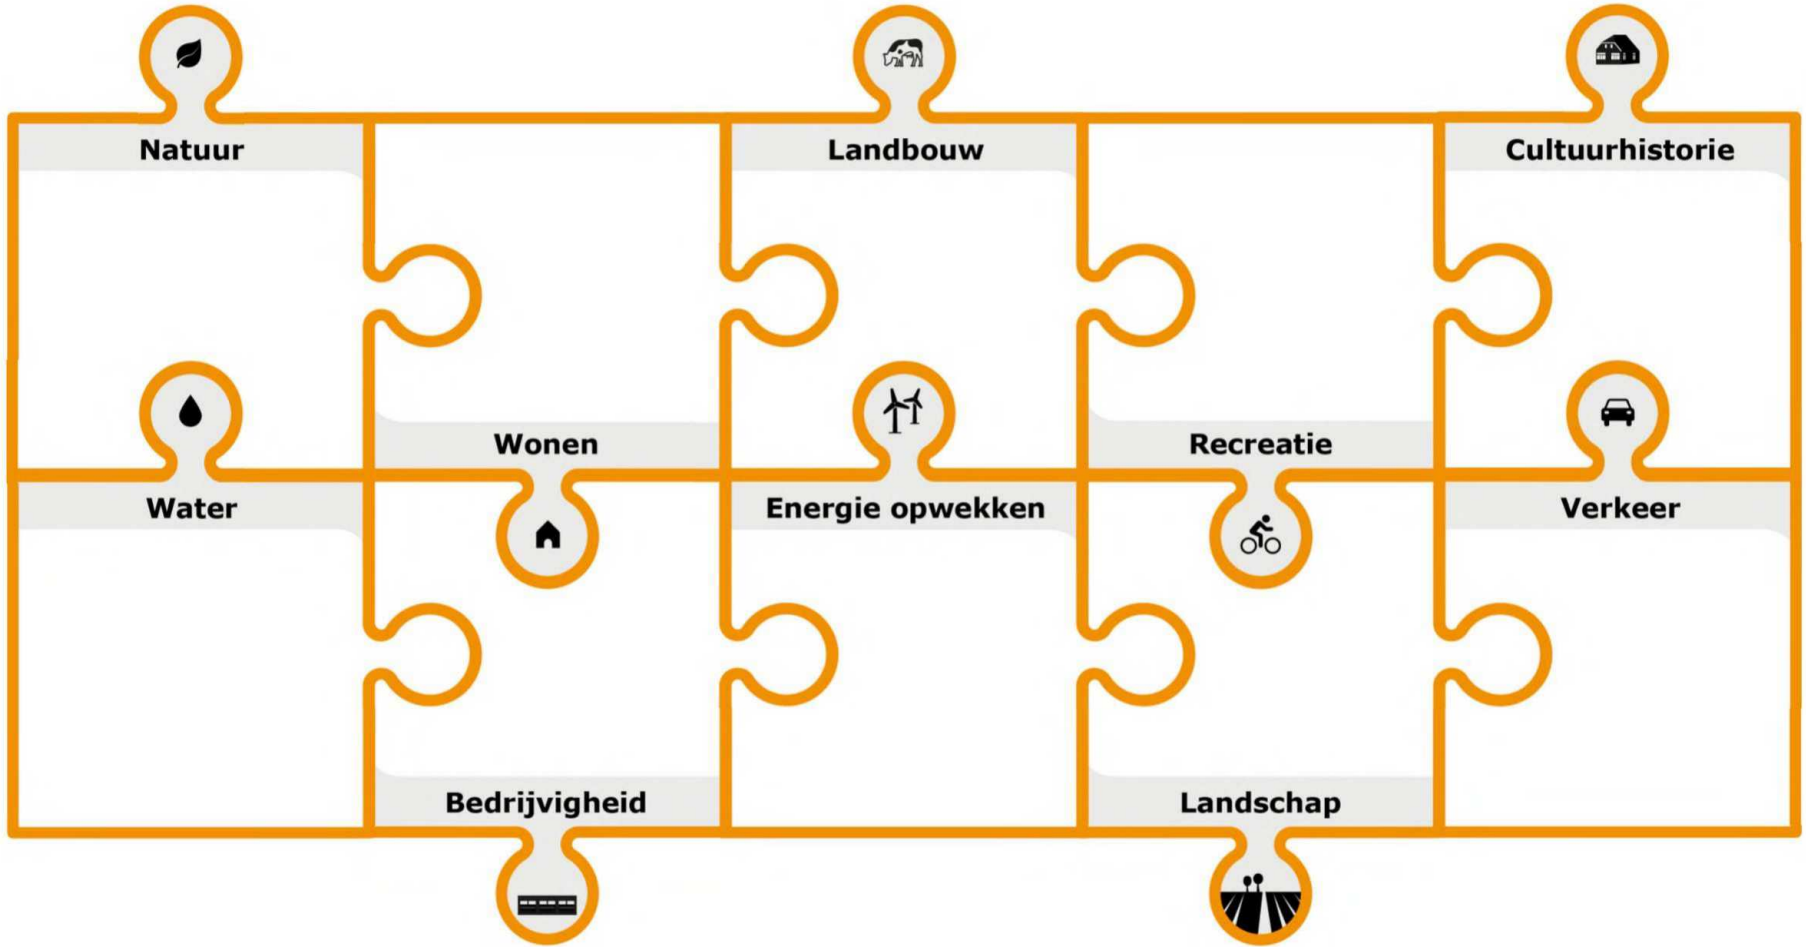 Natuur
Landbouw
Cultuurhistorie
Wonen
Recreatie
Water
Energie opwekken
Verkeer
Bedrijvigheid
Landschap